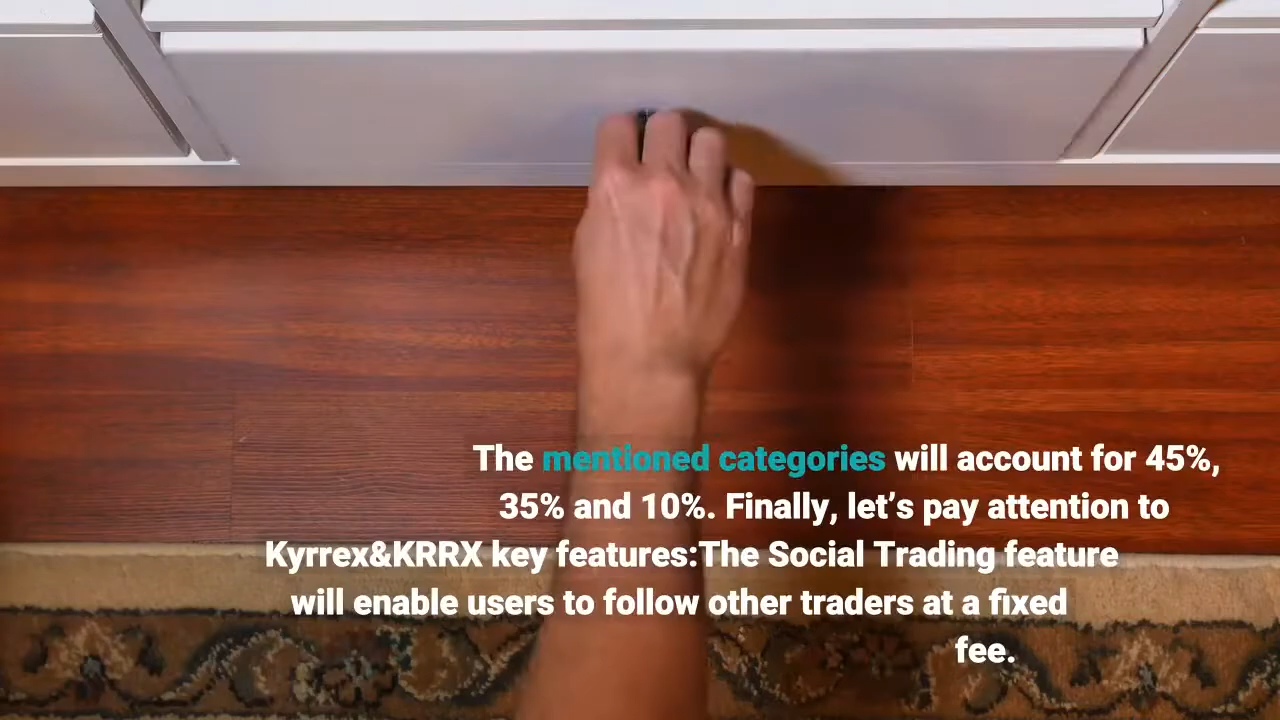 The mentioned categories will account for 45%,
35% and 10%. Finally, let’s pay attention to
Kyrrex&KRRX key features:The Social Trading feature
will enable users to follow other traders at a fixed
fee.